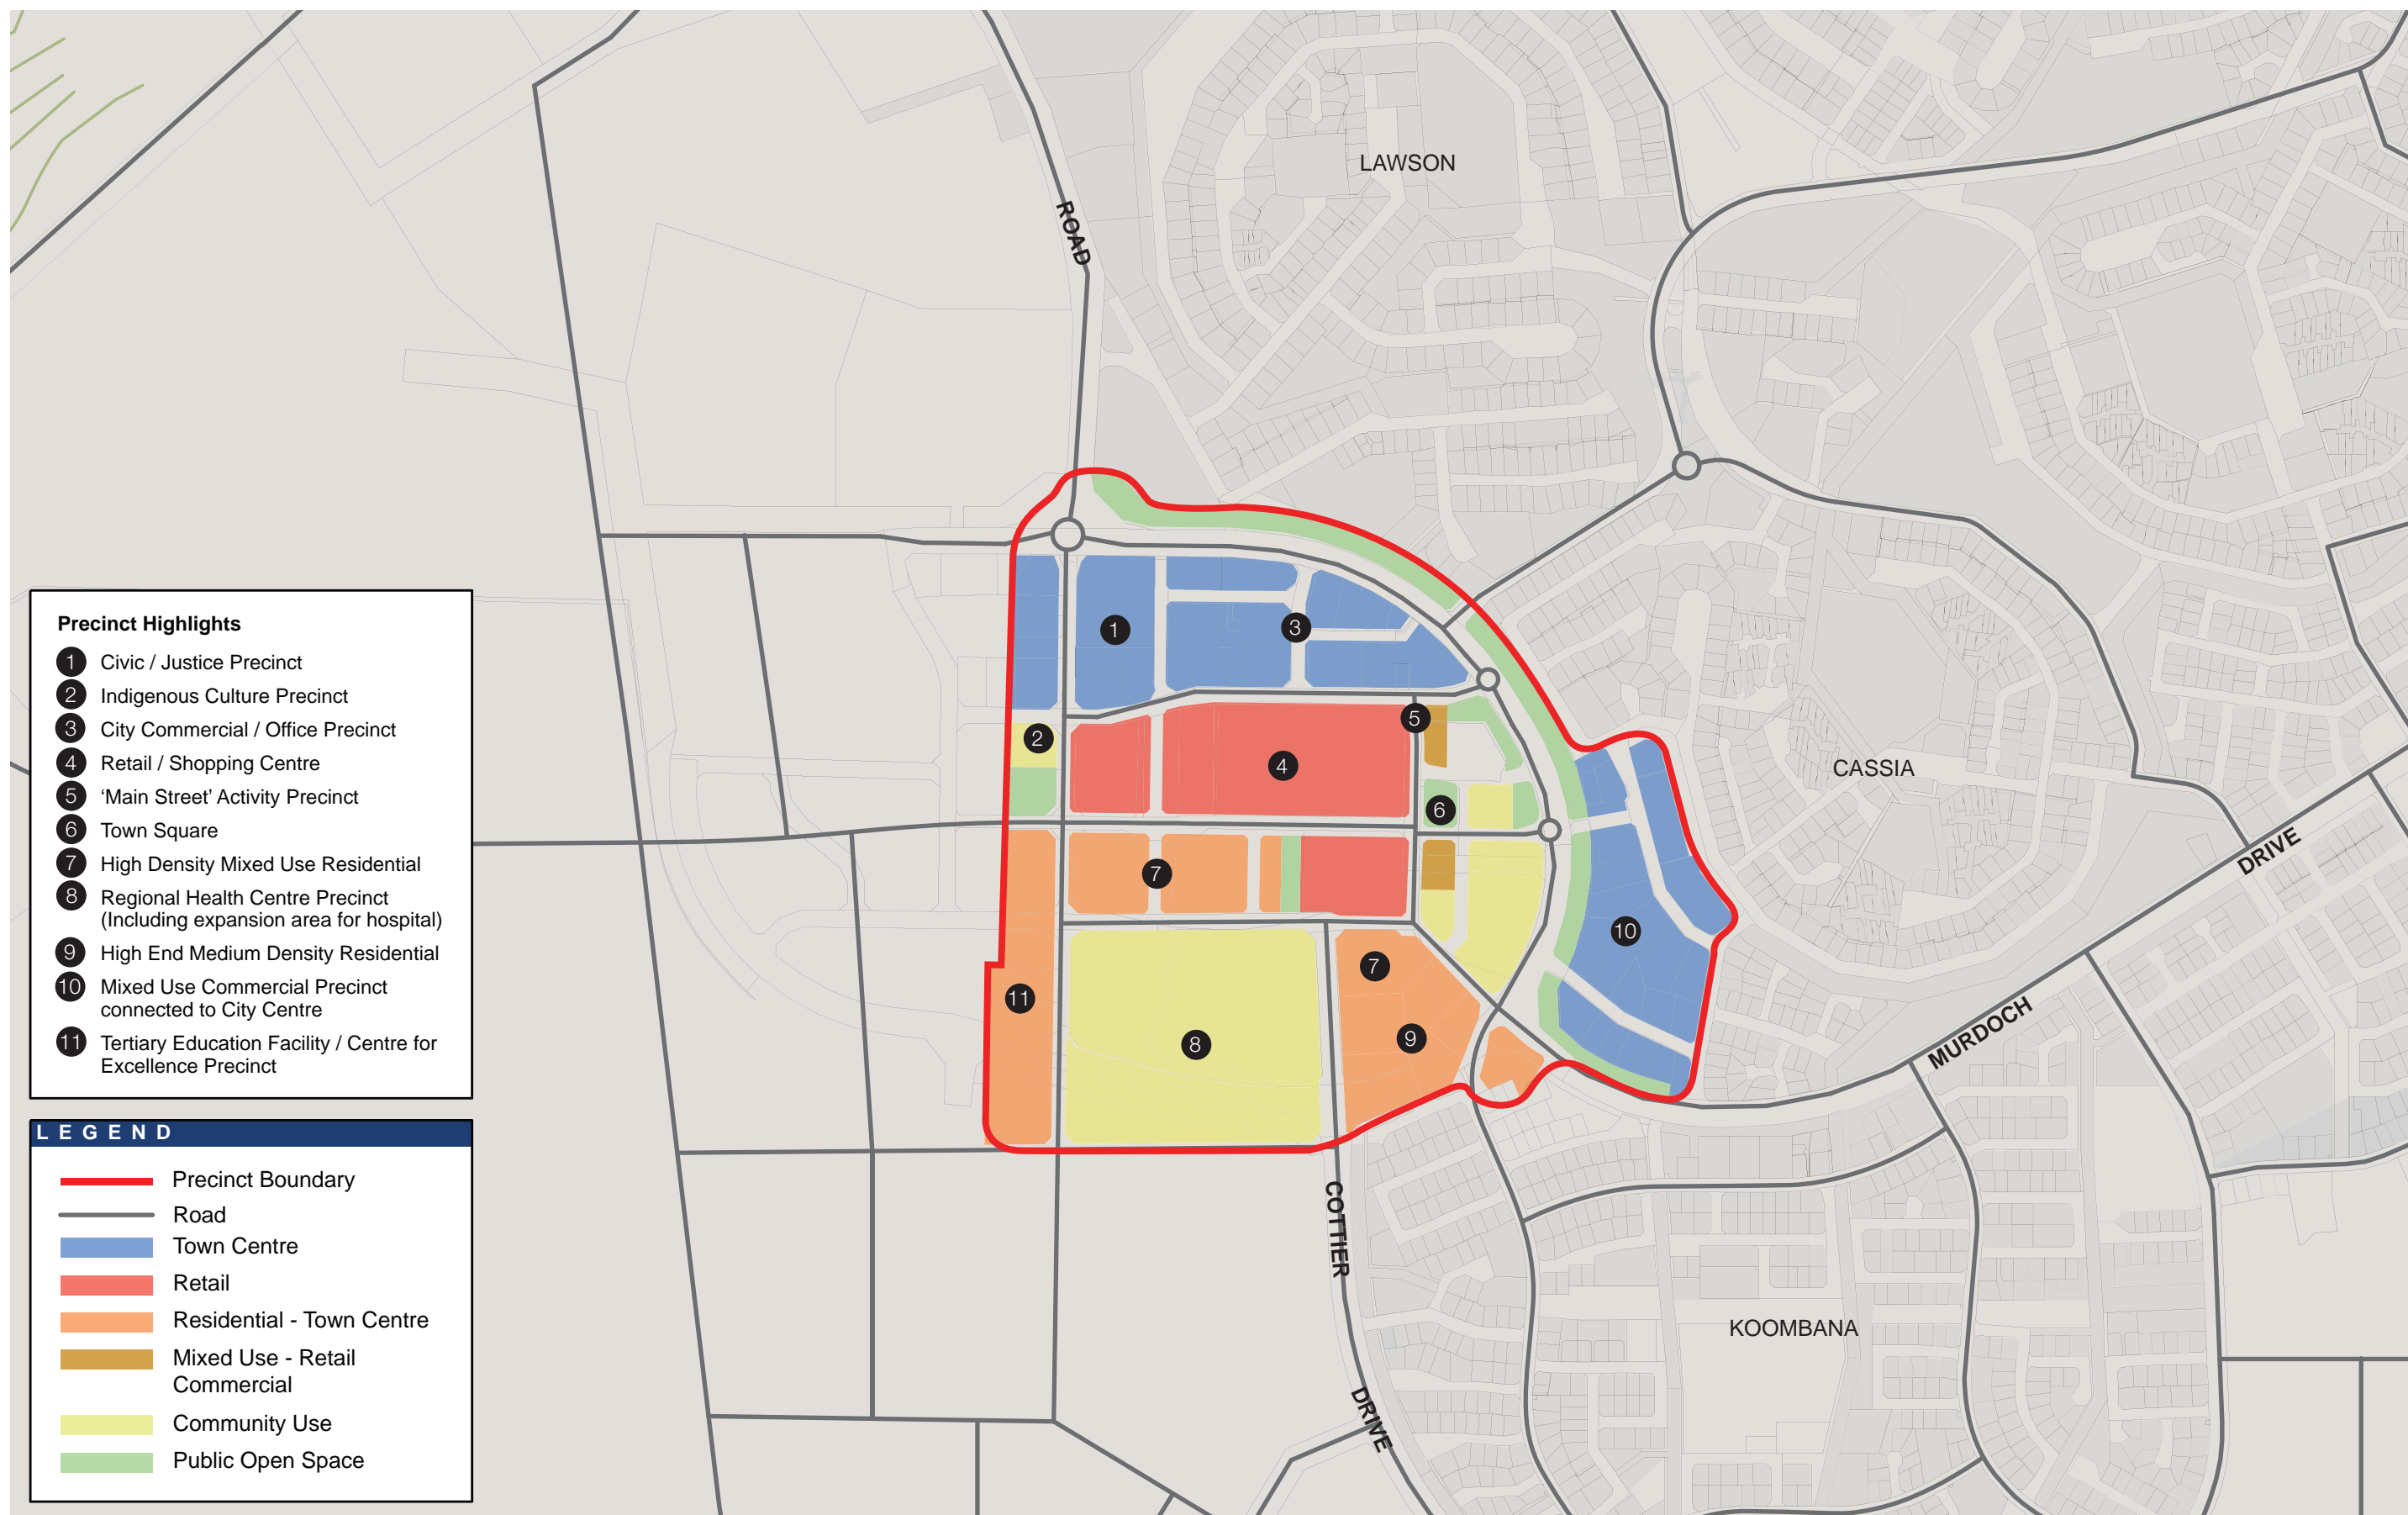 LAWSON
ROAD
Precinct Highlights
1 Civic / Justice Precinct
2 Indigenous Culture Precinct
3 City Commercial / Office Precinct
4 Retail / Shopping Centre
5 ‘Main Street’ Activity Precinct
6 Town Square
7 High Density Mixed Use Residential
8 Regional Health Centre Precinct
(Including expansion area for hospital)
9 High End Medium Density Residential
10 Mixed Use Commercial Precinct
connected to City Centre
11 Tertiary Education Facility / Centre for
Excellence Precinct
1
3
5
2
4
CASSIA
6
DRIVE
7
10
7
11
MURDOCH
9
8
LEGEND
Precinct Boundary
Road
Town Centre
Retail
Residential - Town Centre
Mixed Use - Retail
Commercial
Community Use
Public Open Space
COTTIER
KOOMBANA
DRIVE